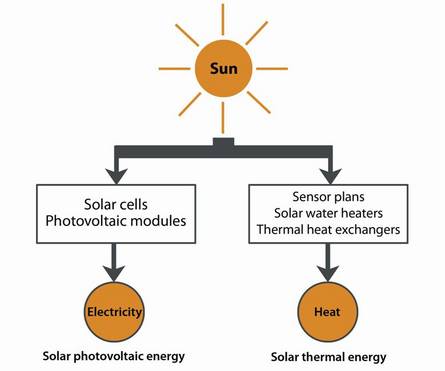 Sun
Solar cells
Photovoltaic modules
Sensor plans
Solar water heaters
Thermal heat exchangers
Electricity
Heat
Solar photovoltaic energy
Solar thermal energy